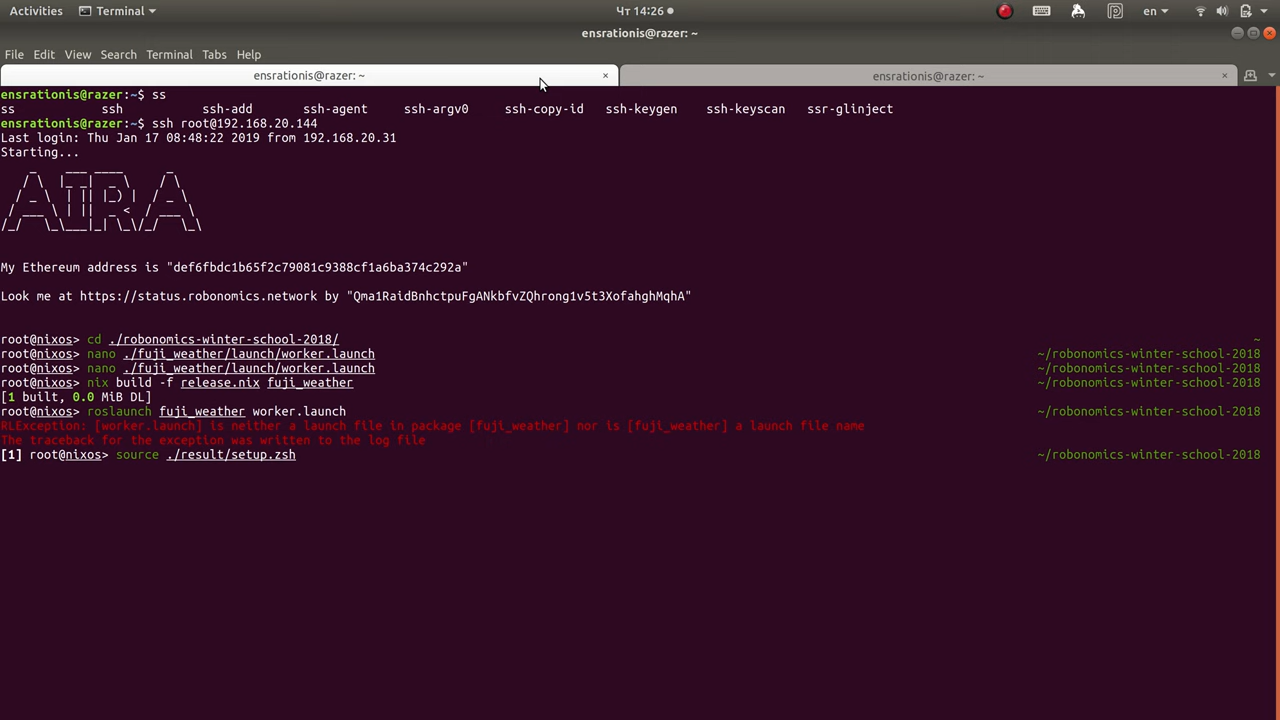 Activities Terminal Чт 14:26 en
ensrationis@razer: ~
File Edit View Search Terminal Tabs Help
ensrationis@razer: ~ × ensrationis@razer: ~ ×
ensrationis@razer:~$ ss
ss ssh ssh-add ssh-agent ssh-argv0 ssh-copy-id ssh-keygen ssh-keyscan ssr-glinject
ensrationis@razer:~$ ssh root@192.168.20.144
Last login: Thu Jan 17 08:48:22 2019 from 192.168.20.31
Starting...
AIRA
My Ethereum address is "def6fbdc1b65f2c79081c9388cf1a6ba374c292a"
Look me at https://status.robonomics.network by "Qma1RaidBnhctpuFgANkbfvZQhrong1v5t3XofahghMqhA"
root@nixos> cd ./robonomics-winter-school-2018/ ~
root@nixos> nano ./fuji_weather/launch/worker.launch ~/robonomics-winter-school-2018
root@nixos> nano ./fuji_weather/launch/worker.launch ~/robonomics-winter-school-2018
root@nixos> nix build -f release.nix fuji_weather ~/robonomics-winter-school-2018
[1 built, 0.0 MiB DL]
root@nixos> roslaunch fuji_weather worker.launch ~/robonomics-winter-school-2018
RLException: [worker.launch] is neither a launch file in package [fuji_weather] nor is [fuji_weather] a launch file name
The traceback for the exception was written to the log file
[1] root@nixos> source ./result/setup.zsh ~/robonomics-winter-school-2018